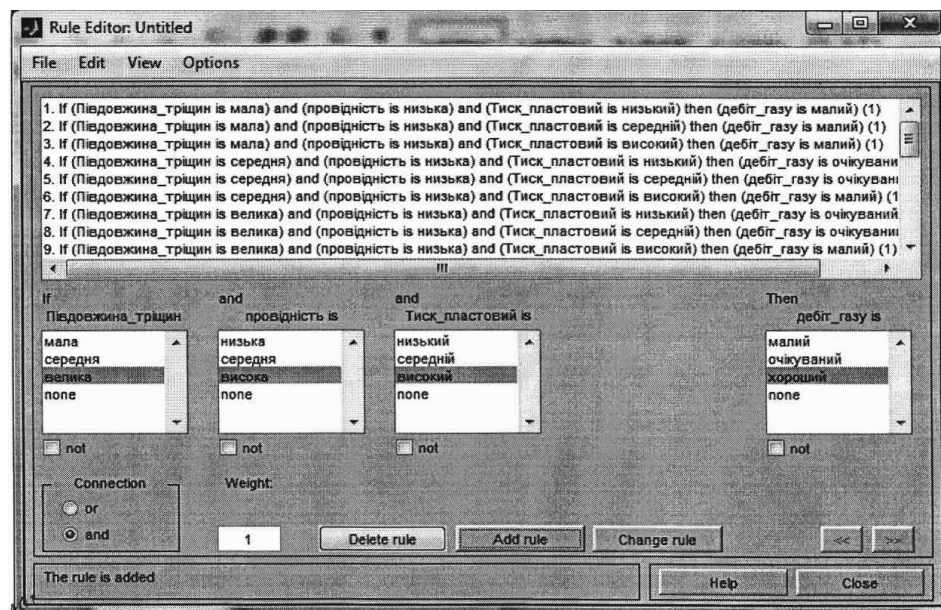 Rule Editor: Untitled
File Edit View Options
1. If (Півдовжина_тріщин is мала) and (провідність is низька) and (Тиск_пластовий is низький) then (дебіт_газу is малий) (1)
2. If (Півдовжина_тріщин is мала) and (провідність is низька) and (Тиск_пластовий is середній) then (дебіт_газу is малий) (1)
3. If (Півдовжина_тріщин is мала) and (провідність is низька) and (Тиск_пластовий is високий) then (дебіт_газу is малий) (1)
4. If (Півдовжина_тріщин is середня) and (провідність is низька) and (Тиск_пластовий is низький) then (дебіт_газу is очікувани
5. If (Півдовжина_тріщин is середня) and (провідність is низька) and (Тиск_пластовий is середній) then (дебіт_газу is очікувані
6. If (Півдовжина_тріщин is середня) and (провідність is низька) and (Тиск_пластовий is високий) then (дебіт_газу is малий) (1
7. If (Півдовжина_тріщин is велика) and (провідність is низька) and (Тиск_пластовий is низький) then (дебіт_газу is очікуваний
8. If (Півдовжина_тріщин is велика) and (провідність is низька) and (Тиск_пластовий is середній) then (дебіт_газу is очікувані
9. If (Півдовжина_тріщин is велика) and (провідність is низька) and (Тиск_пластовий is високий) then (дебіт_газу is малий) (1)
If and and Then
Півдовжина_тріщин провідність is Тиск_пластовий is дебіт_газу is
мала низька низький малий
середня середня середній очікуваний
велика висока високий хороший
none none none none
not not not not
Connection Weight:
or
and 1 Delete rule Add rule Change rule << >>
The rule is added Help Close